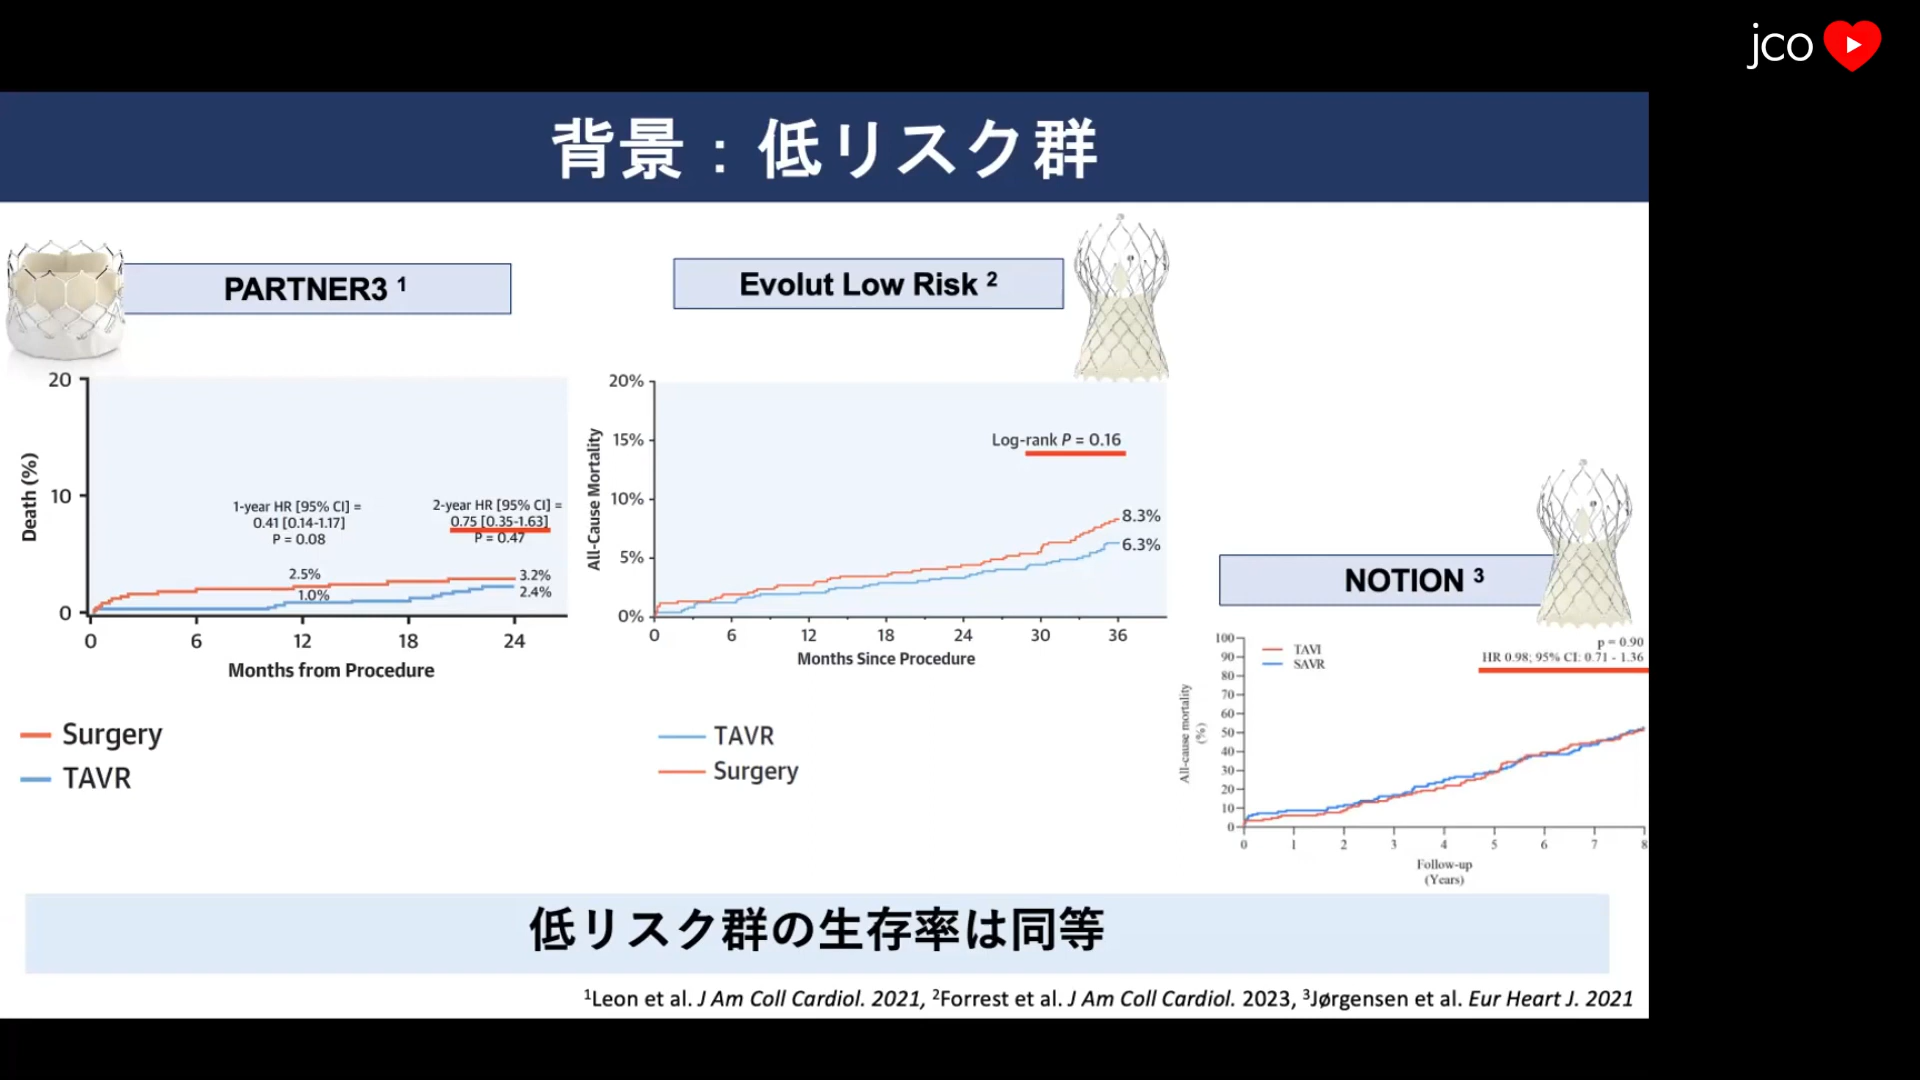 jco
背景：低リスク群
PARTNER3 1
Evolut Low Risk 2
20
10
0
Death (%)
1-year HR [95% CI] =
0.41 [0.14-1.17]
P = 0.08
2-year HR [95% CI] =
0.75 [0.35-1.63]
P = 0.47
2.5%
1.0%
3.2%
2.4%
0 6 12 18 24
Months from Procedure
Surgery
TAVR
20%
15%
10%
5%
0%
All-Cause Mortality
Log-rank P = 0.16
8.3%
6.3%
0 6 12 18 24 30 36
Months Since Procedure
TAVR
Surgery
NOTION 3
100
90
80
70
60
50
40
30
20
10
0
All-cause mortality
(%)
TAVI
SAVR
p = 0.90
HR 0.98; 95% CI: 0.71 - 1.36
0 1 2 3 4 5 6 7 8
Follow-up
(Years)
低リスク群の生存率は同等
1Leon et al. J Am Coll Cardiol. 2021, 2Forrest et al. J Am Coll Cardiol. 2023, 3Jørgensen et al. Eur Heart J. 2021